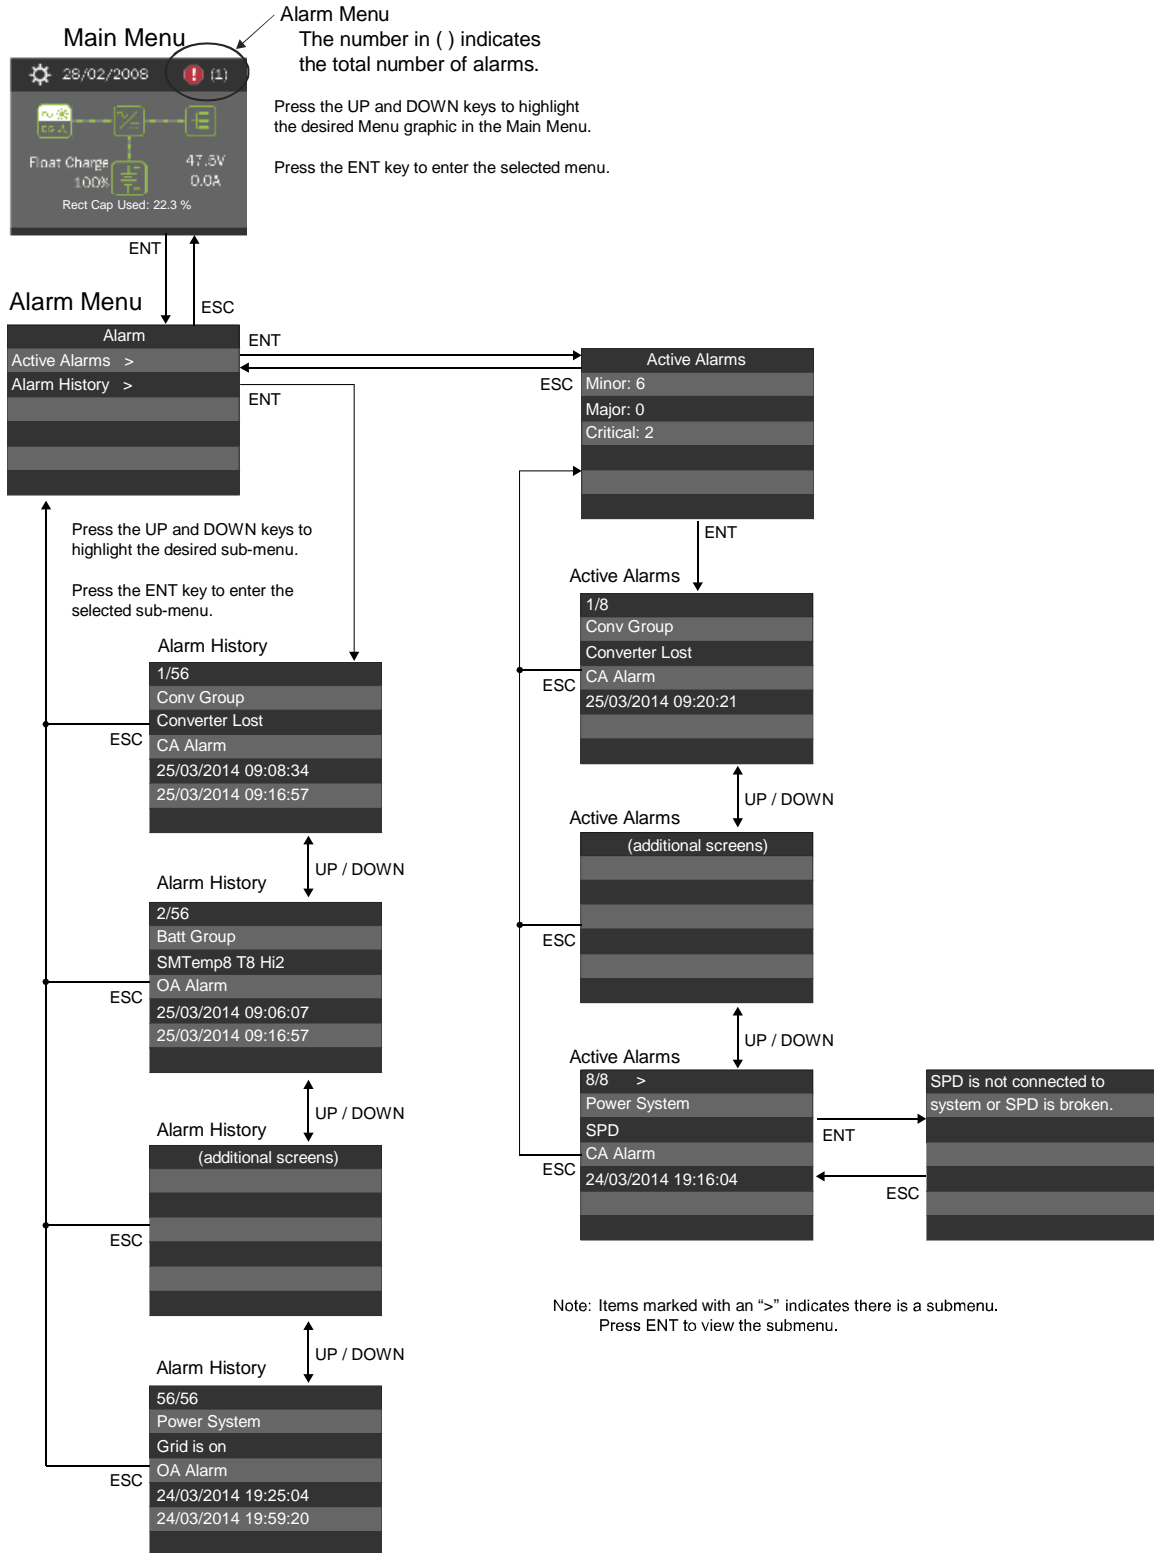 Alarm Menu
The number in ( ) indicates
the total number of alarms.
Main Menu
28/02/2008 (1)
Press the UP and DOWN keys to highlight
the desired Menu graphic in the Main Menu.
Press the ENT key to enter the selected menu.
Float Charge 47.5V
100% 0.0A
Rect Cap Used: 22.3 %
ENT
ESC
Alarm Menu
Alarm
Active Alarms >
Alarm History >
ENT
ESC
ENT
Active Alarms
Minor: 6
Major: 0
Critical: 2
ENT
Press the UP and DOWN keys to
highlight the desired sub-menu.
Press the ENT key to enter the
selected sub-menu.
Alarm History
1/56
Conv Group
Converter Lost
CA Alarm
25/03/2014 09:08:34
25/03/2014 09:16:57
ESC
UP / DOWN
Alarm History
2/56
Batt Group
SMTemp8 T8 Hi2
OA Alarm
25/03/2014 09:06:07
25/03/2014 09:16:57
ESC
UP / DOWN
Alarm History
(additional screens)
ESC
UP / DOWN
Alarm History
56/56
Power System
Grid is on
OA Alarm
24/03/2014 19:25:04
24/03/2014 19:59:20
ESC
Active Alarms
1/8
Conv Group
Converter Lost
CA Alarm
25/03/2014 09:20:21
ESC
UP / DOWN
Active Alarms
(additional screens)
ESC
UP / DOWN
Active Alarms
8/8 >
Power System
SPD
CA Alarm
24/03/2014 19:16:04
ESC
ENT
ESC
SPD is not connected to
system or SPD is broken.
Note: Items marked with an “>” indicates there is a submenu.
Press ENT to view the submenu.